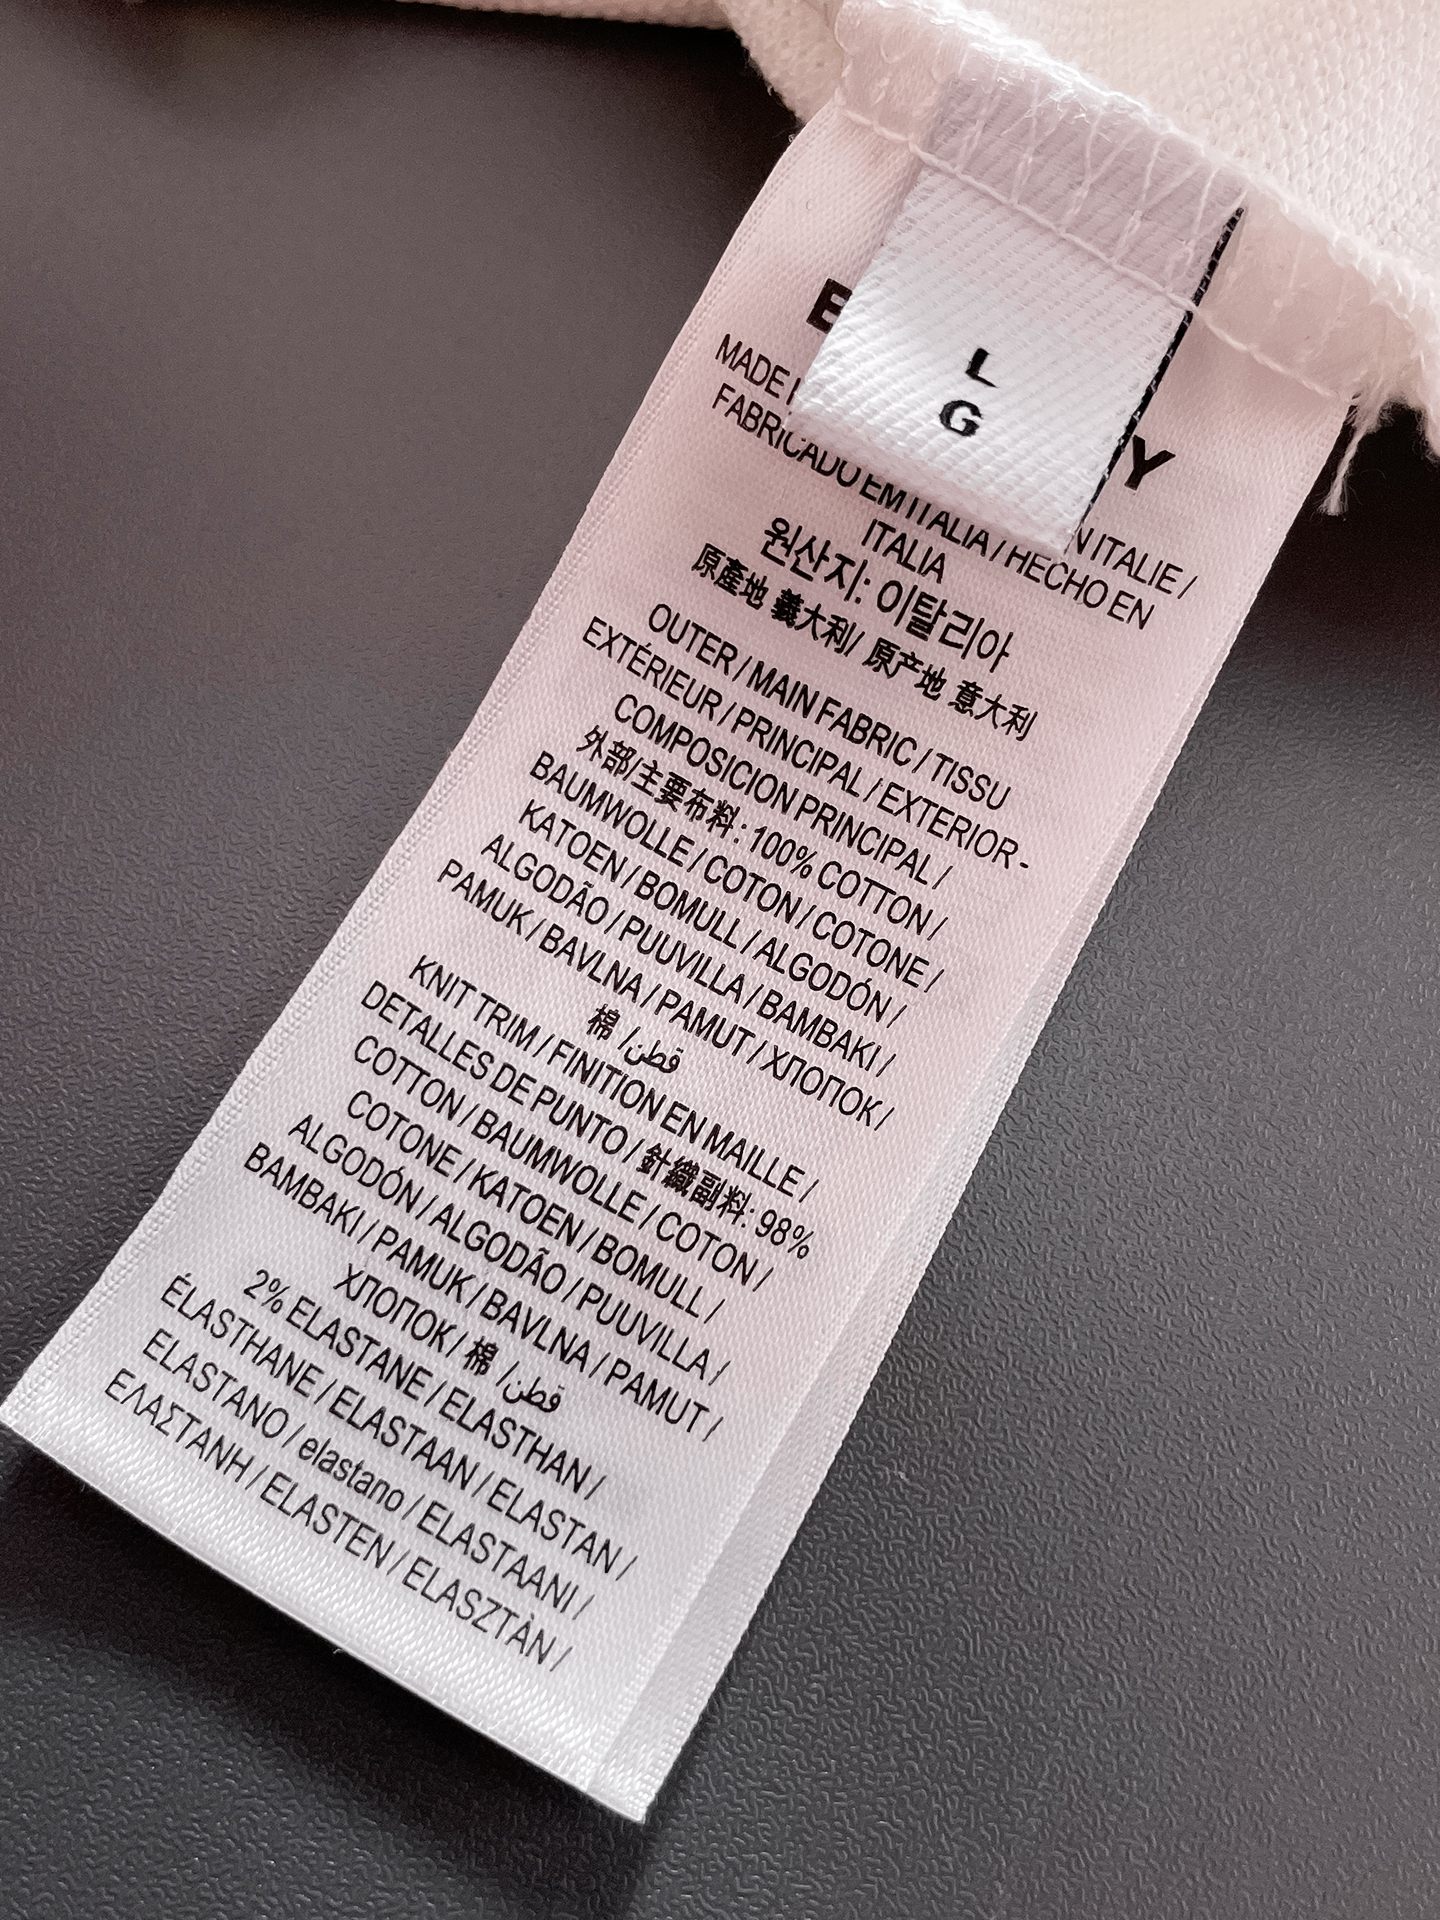 L
G
MADE
FABRICADO EM ITALIA / HECHO EN ITALIE /
ITALIA
원산지: 이탈리아
原產地 義大利/ 原产地 意大利
OUTER / MAIN FABRIC / TISSU
EXTÉRIEUR / PRINCIPAL / EXTERIOR -
COMPOSICION PRINCIPAL /
外部/主要布料: 100% COTTON /
BAUMWOLLE / COTON / COTONE /
KATOEN / BOMULL / ALGODÓN /
ALGODÃO / PUUVILLA / BAMBAKI /
PAMUK / BAVLNA / PAMUT / ХЛОПОК /
棉 /قطن
KNIT TRIM / FINITION EN MAILLE /
DETALLES DE PUNTO / 針織副料: 98%
COTTON / BAUMWOLLE / COTON /
COTONE / KATOEN / BOMULL /
ALGODÓN / ALGODÃO / PUUVILLA /
BAMBAKI / PAMUK / BAVLNA / PAMUT /
ХЛОПОК / 棉 /قطن
2% ELASTANE / ELASTHAN /
ÉLASTHANE / ELASTAAN / ELASTAN /
ELASTANO / elastano / ELASTAANI /
ΕΛΑΣΤΑΝΗ / ELASTEN / ELASZTÀN /